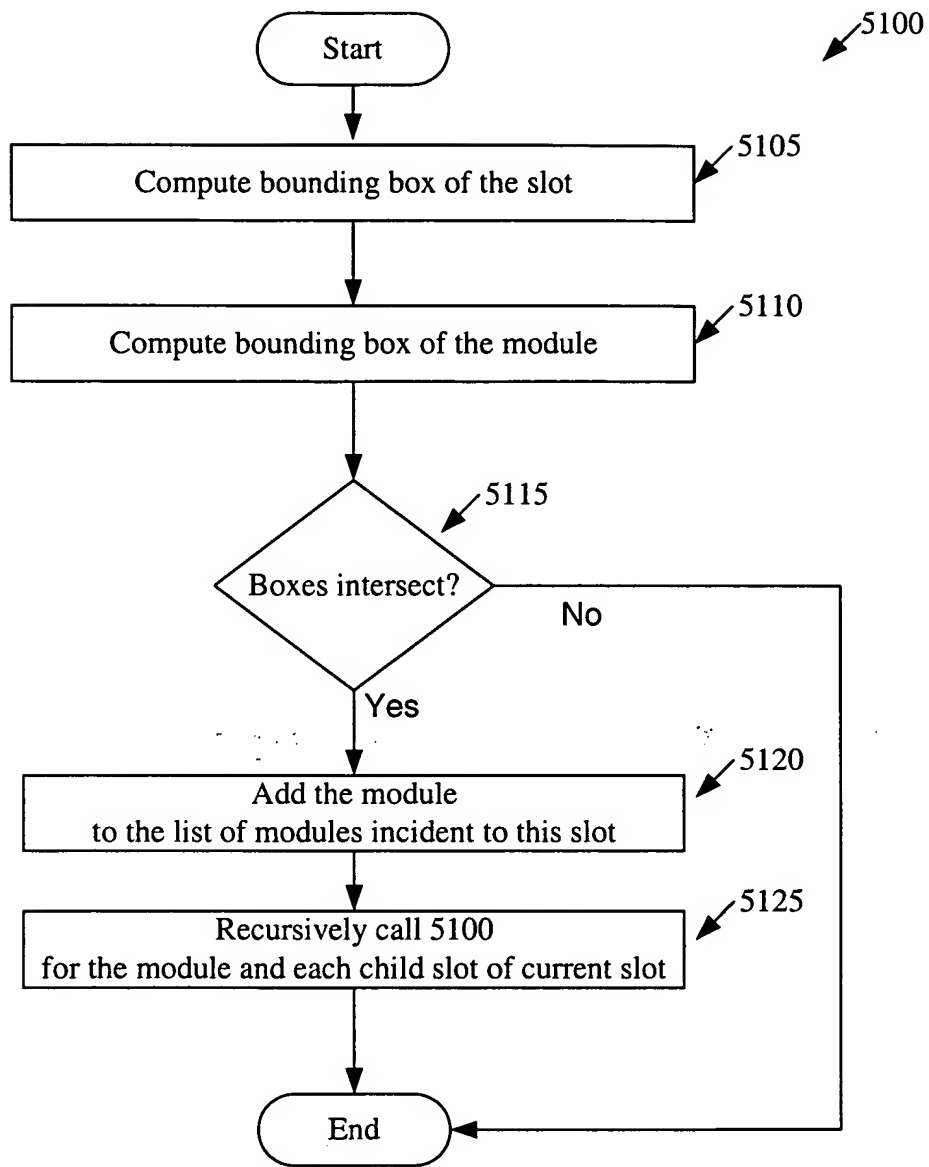 Start
5100
5105
Compute bounding box of the slot
5110
Compute bounding box of the module
5115
Boxes intersect?
No
Yes
5120
Add the module
to the list of modules incident to this slot
5125
Recursively call 5100
for the module and each child slot of current slot
End